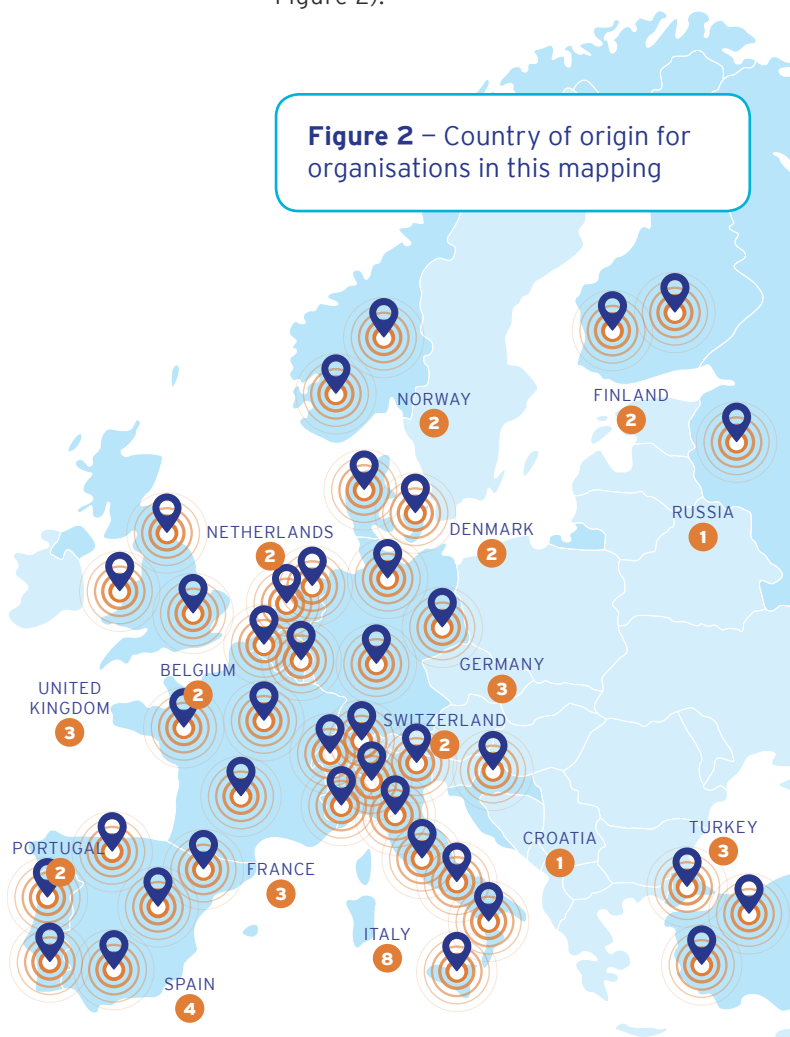 Figure 2).
Figure 2 – Country of origin for
organisations in this mapping
NORWAY
2
FINLAND
2
RUSSIA
1
NETHERLANDS
2
DENMARK
2
BELGIUM
2
GERMANY
3
UNITED
KINGDOM
3
SWITZERLAND
2
CROATIA
1
TURKEY
3
PORTUGAL
2
FRANCE
3
ITALY
8
SPAIN
4